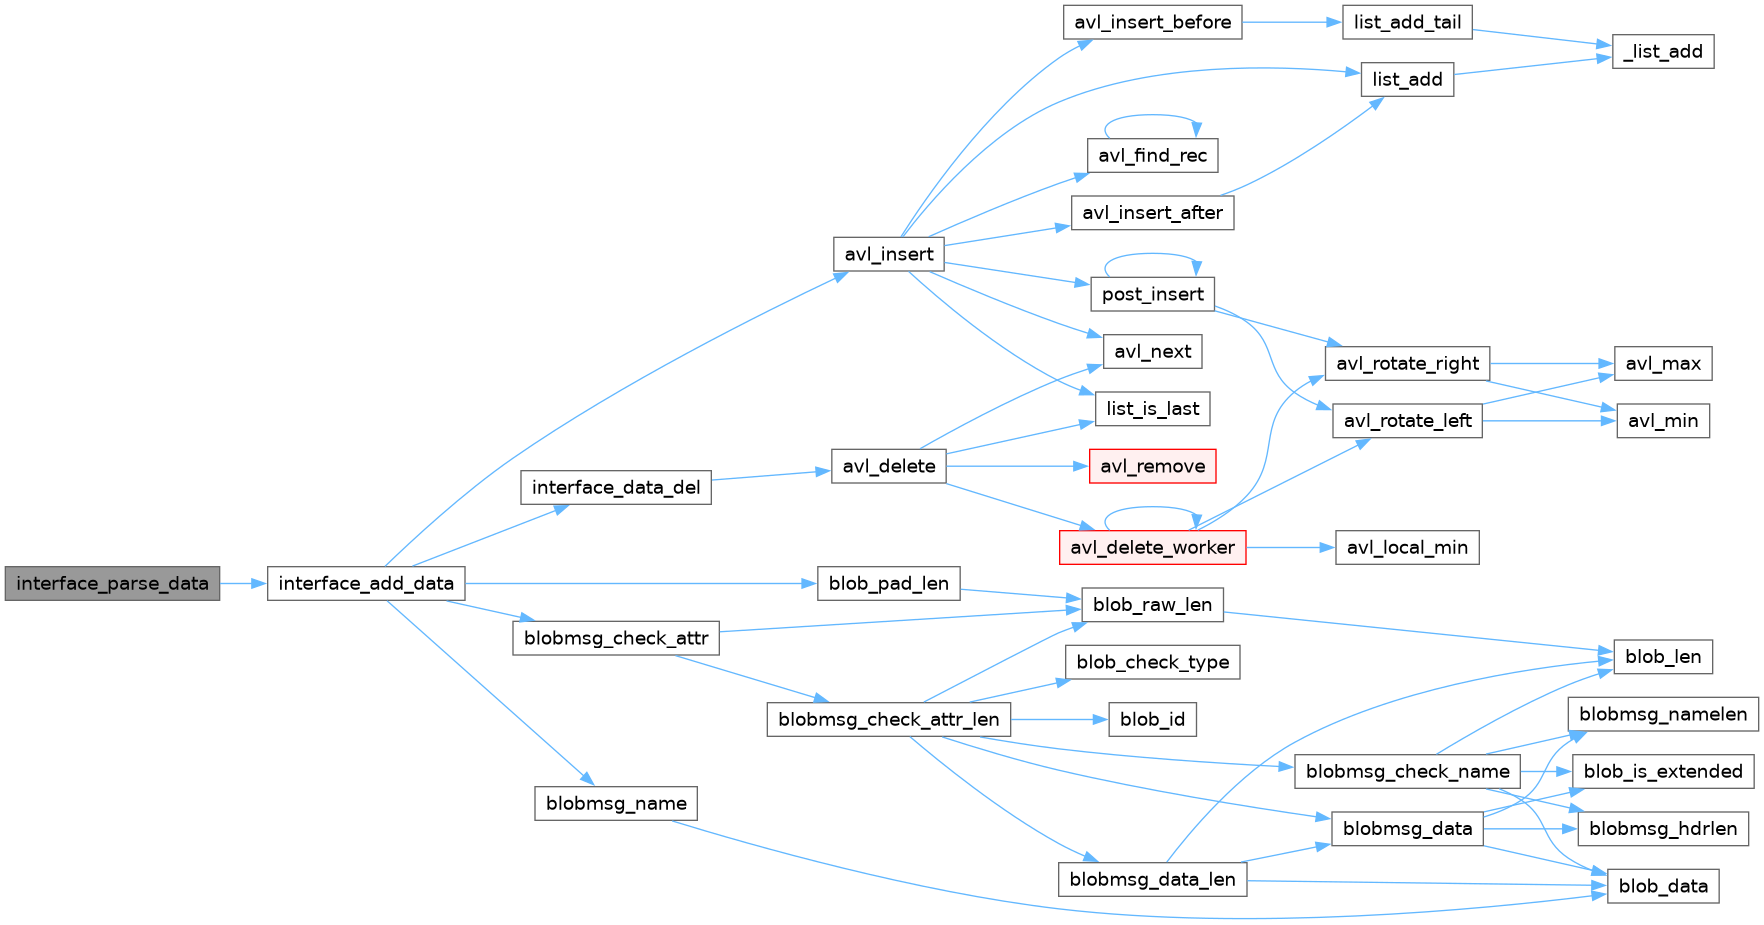 avl_insert_before
list_add_tail
_list_add
list_add
avl_find_rec
avl_insert_after
avl_insert
post_insert
avl_next
avl_rotate_right
avl_max
list_is_last
avl_rotate_left
avl_min
avl_delete
avl_remove
interface_data_del
avl_delete_worker
avl_local_min
interface_parse_data
interface_add_data
blob_pad_len
blob_raw_len
blobmsg_check_attr
blob_check_type
blob_len
blobmsg_check_attr_len
blob_id
blobmsg_namelen
blobmsg_check_name
blob_is_extended
blobmsg_name
blobmsg_data
blobmsg_hdrlen
blobmsg_data_len
blob_data